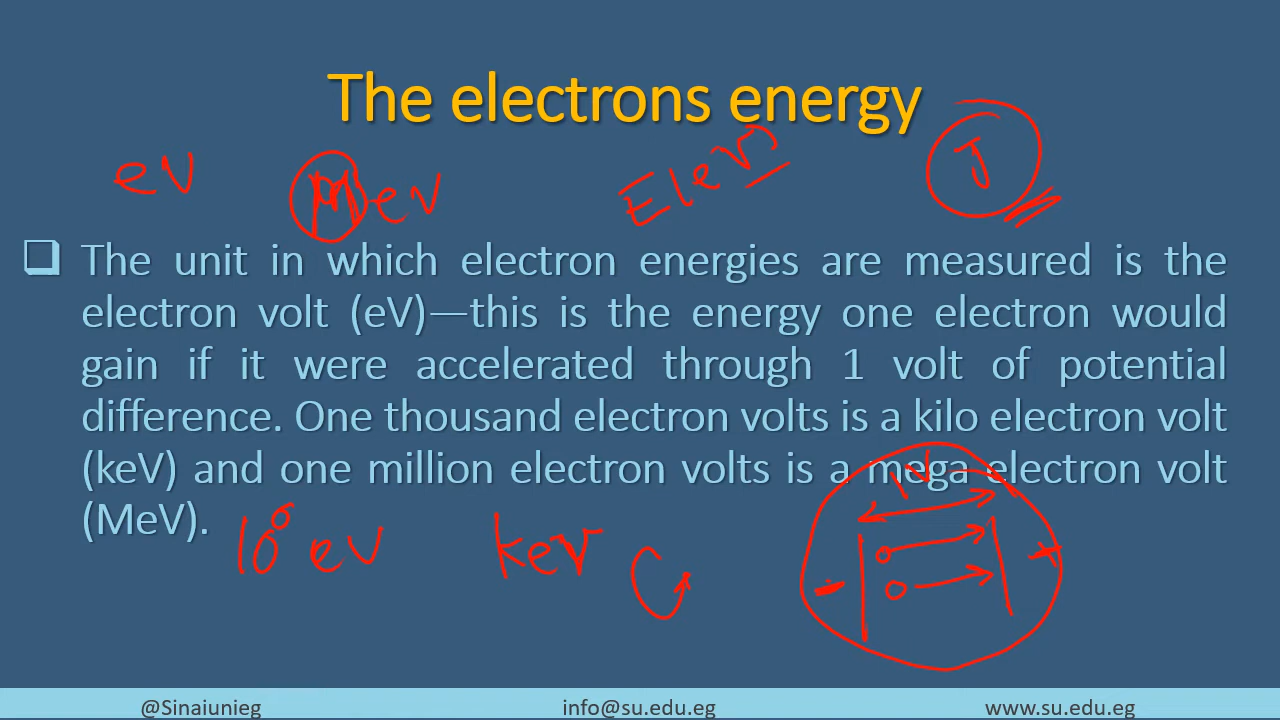 The electrons energy
eV
MeV
EleV
J
❑ The unit in which electron energies are measured is the
electron volt (eV)—this is the energy one electron would
gain if it were accelerated through 1 volt of potential
difference. One thousand electron volts is a kilo electron volt
(keV) and one million electron volts is a mega electron volt
(MeV).
1V
10⁶ eV
keV
- +
@Sinaiunieg info@su.edu.eg www.su.edu.eg